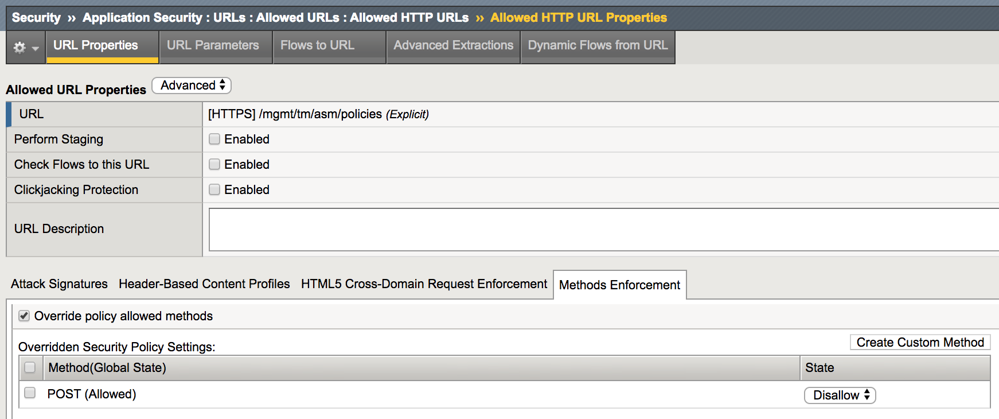 Security » Application Security : URLs : Allowed URLs : Allowed HTTP URLs » Allowed HTTP URL Properties
URL Properties URL Parameters Flows to URL Advanced Extractions Dynamic Flows from URL
Allowed URL Properties Advanced
URL [HTTPS] /mgmt/tm/asm/policies (Explicit)
Perform Staging Enabled
Check Flows to this URL Enabled
Clickjacking Protection Enabled
URL Description
Attack Signatures Header-Based Content Profiles HTML5 Cross-Domain Request Enforcement Methods Enforcement
Override policy allowed methods
Create Custom Method
Overridden Security Policy Settings:
Method(Global State) State
POST (Allowed) Disallow